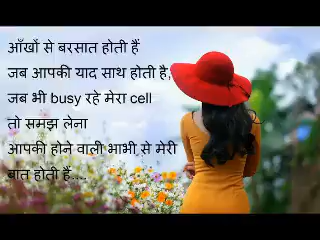 आँखों से बरसात होती हैं
जब आपकी याद साथ होती है,
जब भी busy रहे मेरा cell
तो समझ लेना
आपकी होने वाली भाभी से मेरी
बात होती हैं....